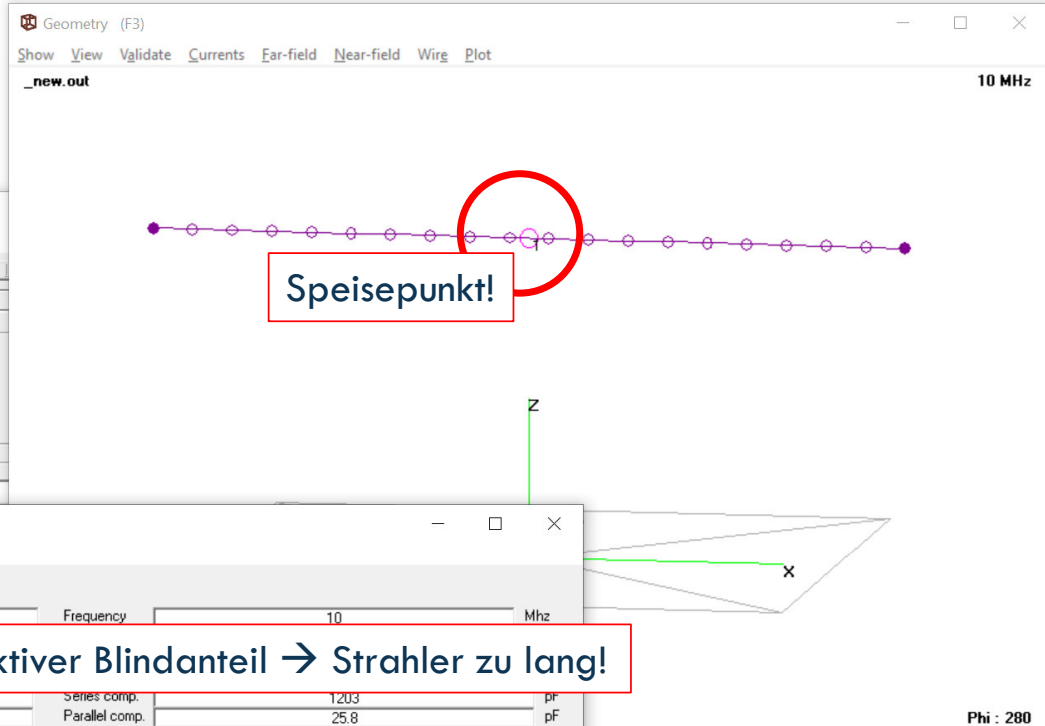 Geometry (F3)
Show View Validate Currents Far-field Near-field Wire Plot
_new.out 10 MHz
1
Speisepunkt!
Z
X
Frequency 10 Mhz
ktiver Blindanteil → Strahler zu lang!
Series comp. 1203 pF
Parallel comp. 25.8 pF
Phi : 280